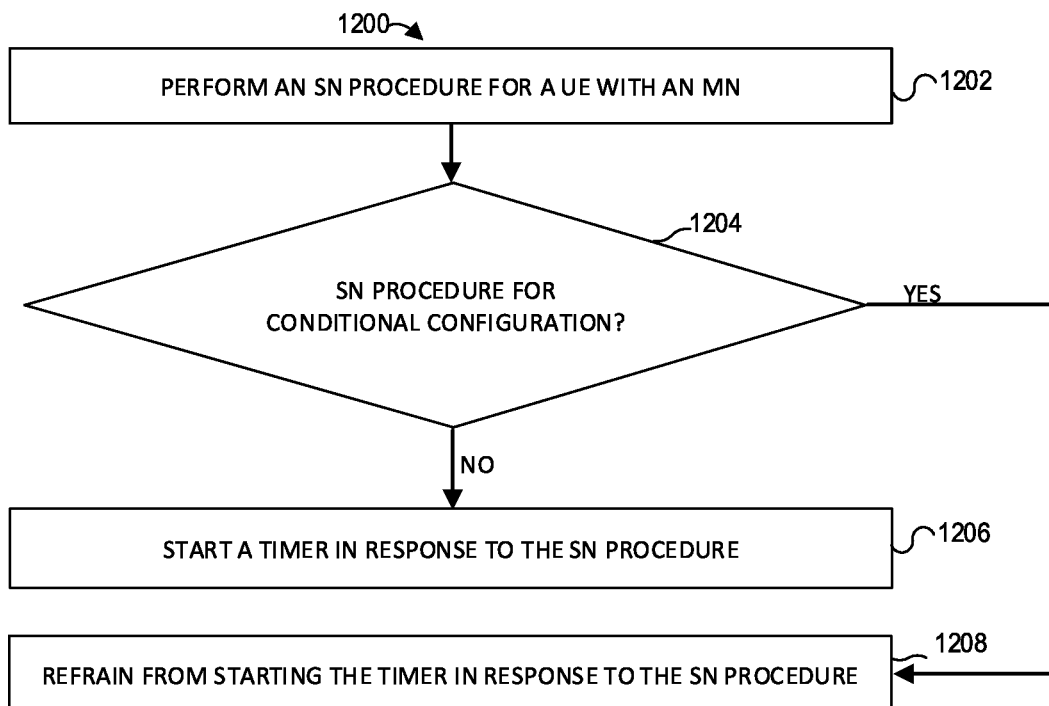 1200
PERFORM AN SN PROCEDURE FOR A UE WITH AN MN
1202
1204
SN PROCEDURE FOR
CONDITIONAL CONFIGURATION?
YES
NO
START A TIMER IN RESPONSE TO THE SN PROCEDURE
1206
1208
REFRAIN FROM STARTING THE TIMER IN RESPONSE TO THE SN PROCEDURE